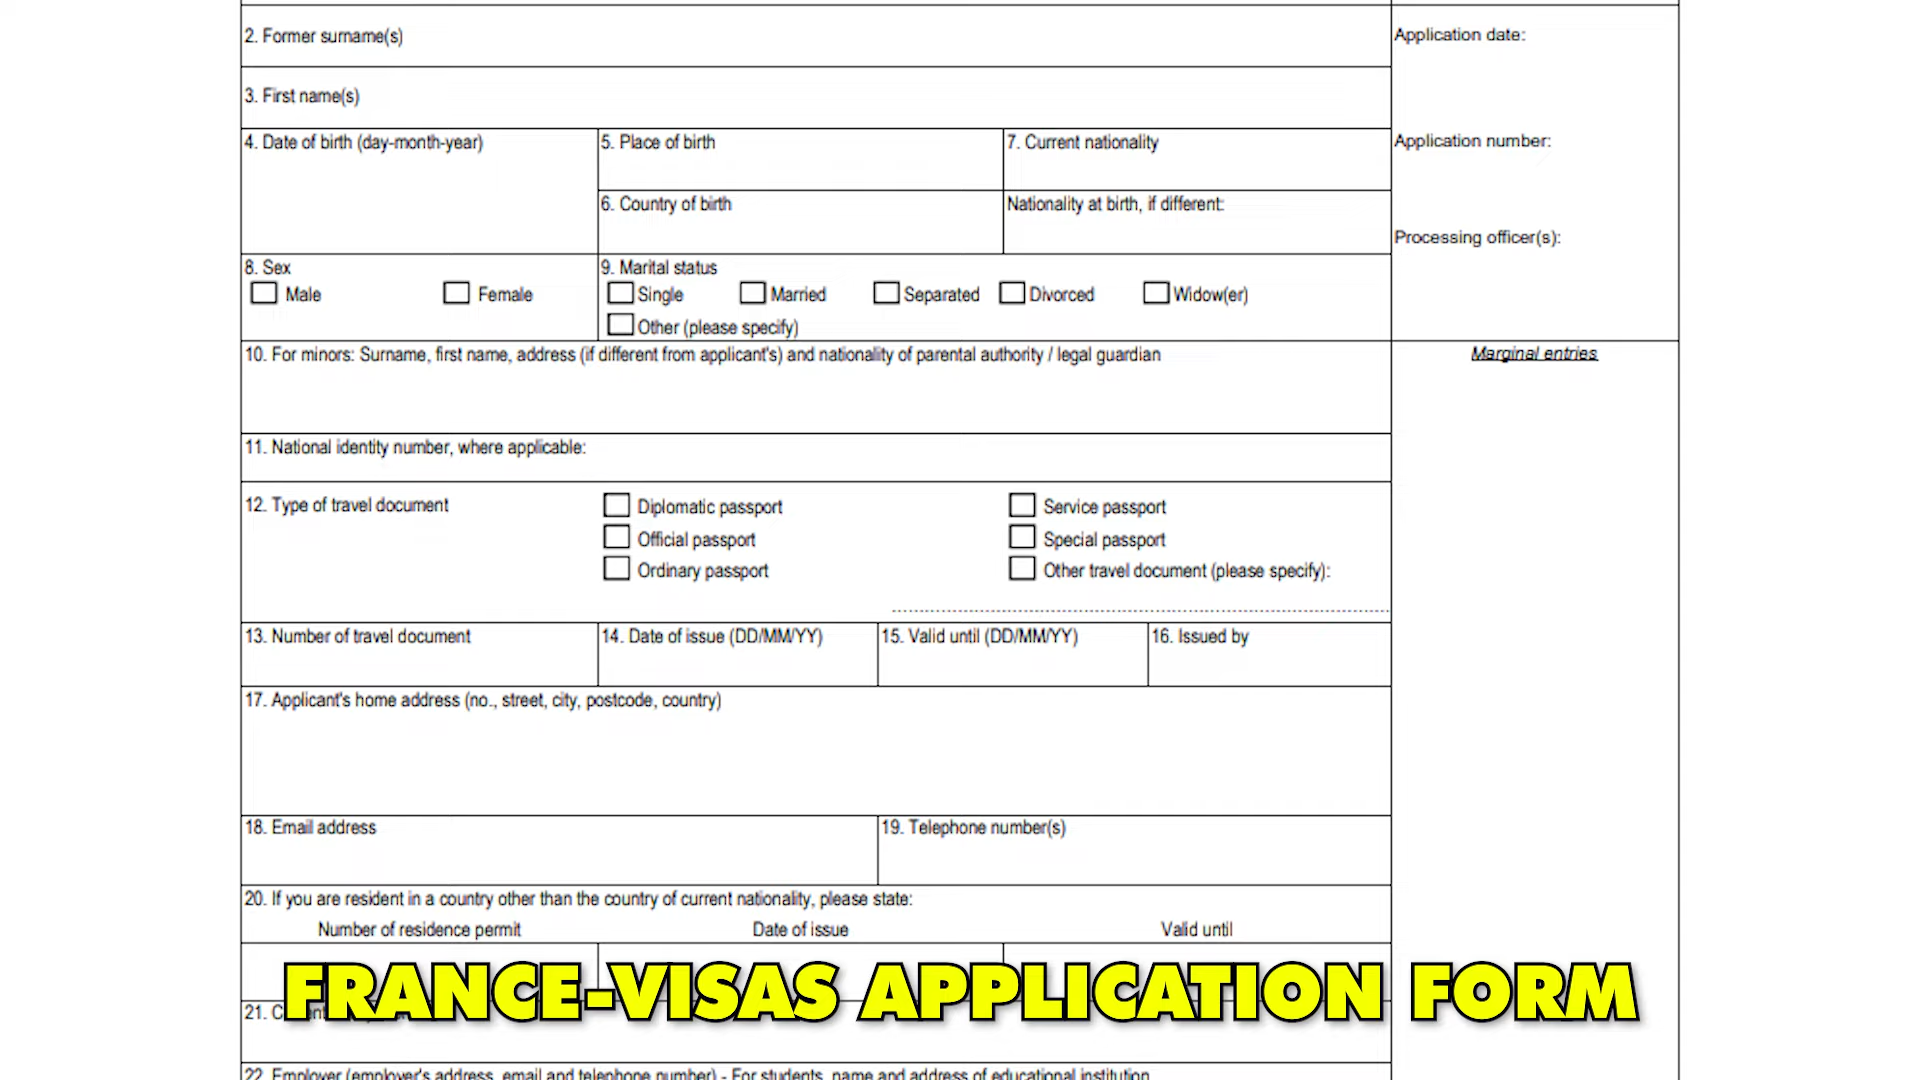 2. Former surname(s)
Application date:
3. First name(s)
4. Date of birth (day-month-year)
5. Place of birth
7. Current nationality
Application number:
6. Country of birth
Nationality at birth, if different:
Processing officer(s):
8. Sex
Male
Female
9. Marital status
Single
Married
Separated
Divorced
Widow(er)
Other (please specify)
10. For minors: Surname, first name, address (if different from applicant's) and nationality of parental authority / legal guardian
Marginal entries
11. National identity number, where applicable:
12. Type of travel document
Diplomatic passport
Service passport
Official passport
Special passport
Ordinary passport
Other travel document (please specify):
13. Number of travel document
14. Date of issue (DD/MM/YY)
15. Valid until (DD/MM/YY)
16. Issued by
17. Applicant's home address (no., street, city, postcode, country)
18. Email address
19. Telephone number(s)
20. If you are resident in a country other than the country of current nationality, please state:
Number of residence permit
Date of issue
Valid until
FRANCE-VISAS APPLICATION FORM
21.
22. Employer (employer's address, email and telephone number) - For students, name and address of educational institution